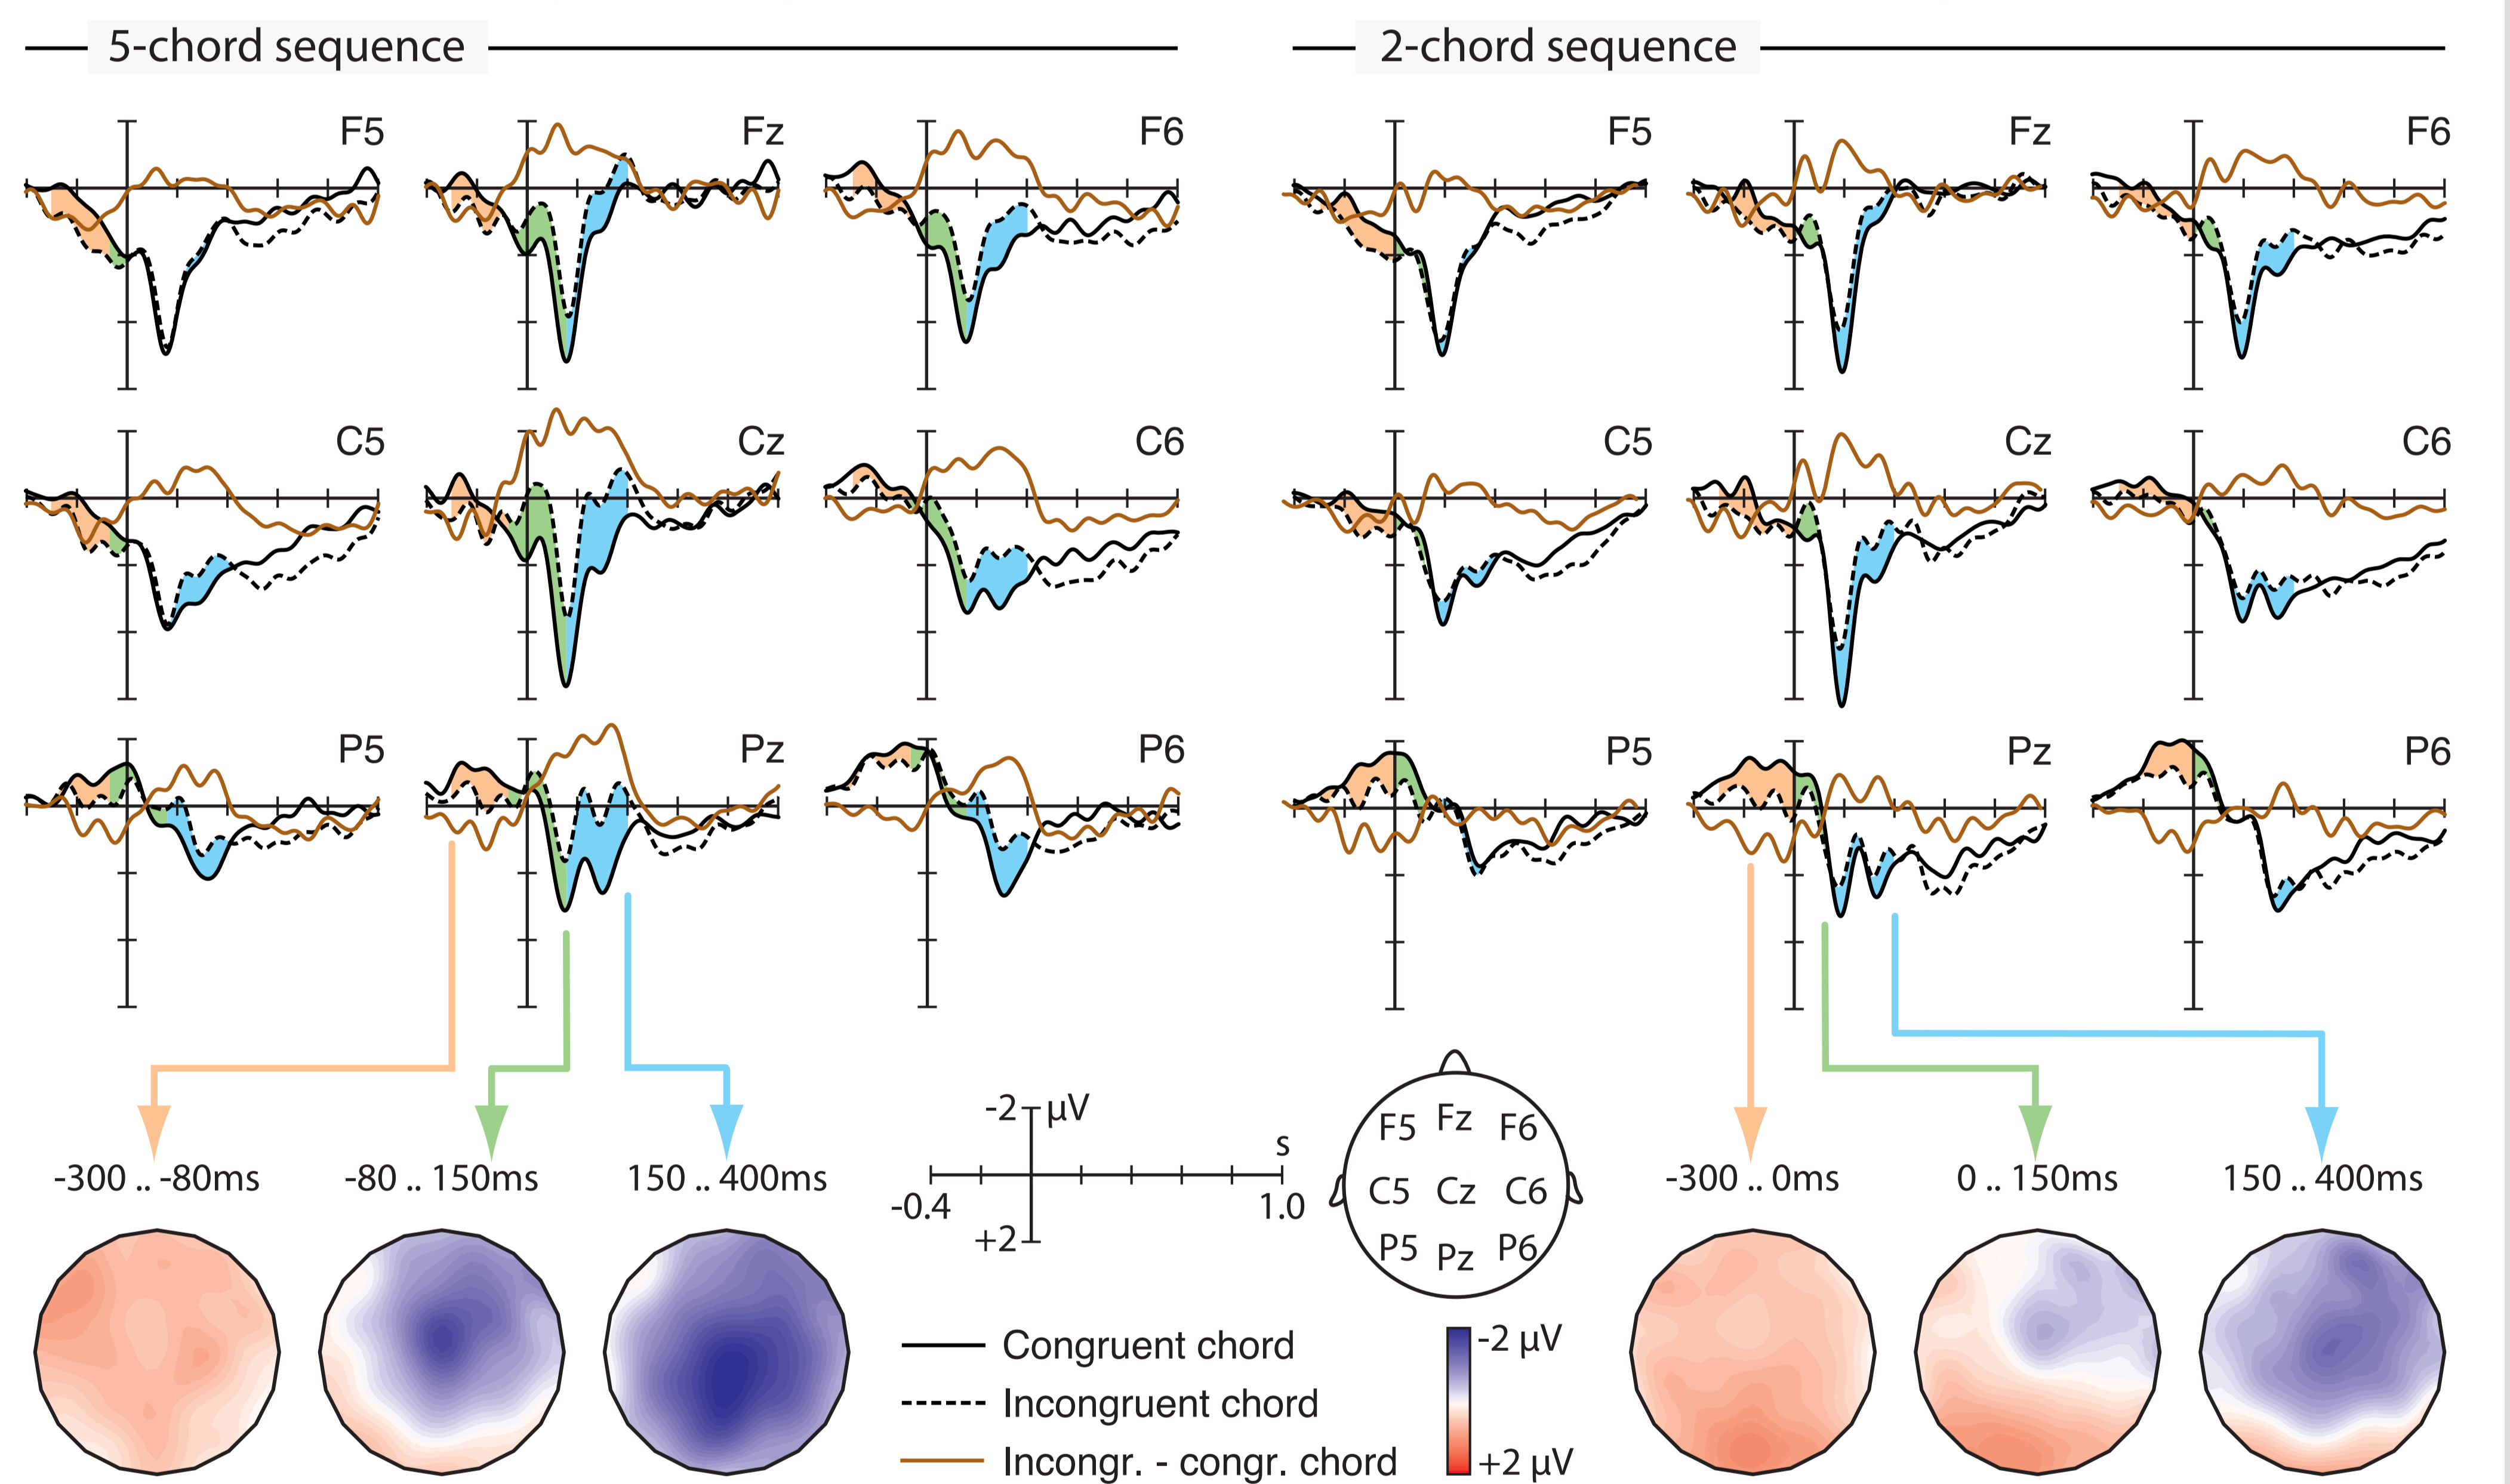 5-chord sequence
2-chord sequence
F5
Fz
F6
F5
Fz
F6
C5
Cz
C6
C5
Cz
C6
P5
Pz
P6
P5
Pz
P6
-300 .. -80ms
-80 .. 150ms
150 .. 400ms
-2
µV
s
-0.4
1.0
+2
F5
Fz
F6
C5
Cz
C6
P5
Pz
P6
-300 .. 0ms
0 .. 150ms
150 .. 400ms
Congruent chord
Incongruent chord
Incongr. - congr. chord
-2 µV
+2 µV